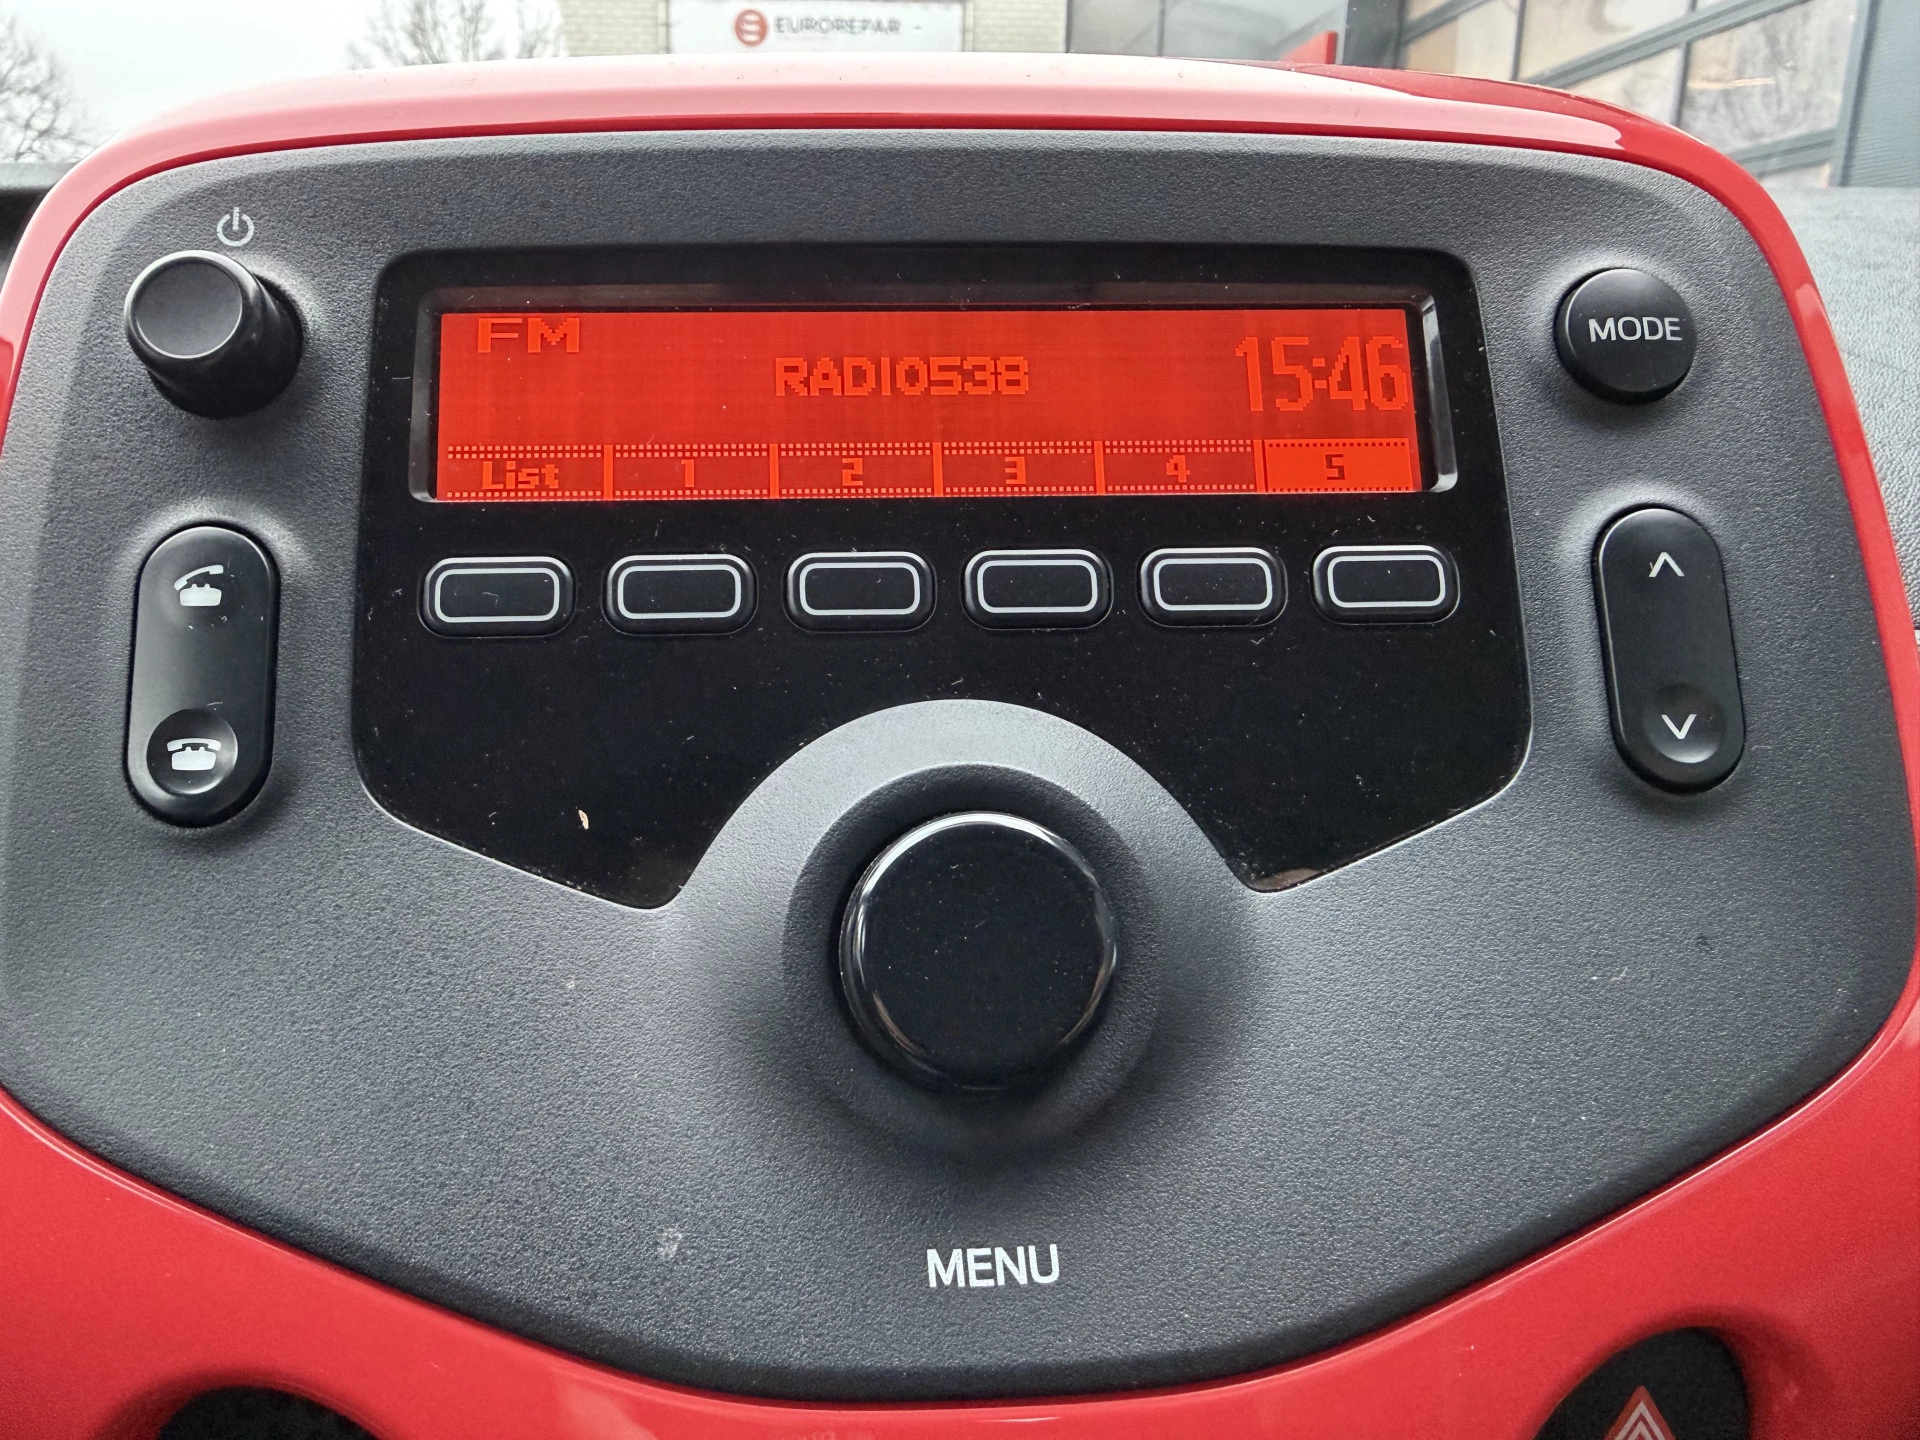 EUROREPAR
FM
RADIO538
15:46
List 1 2 3 4 5
MODE
MENU